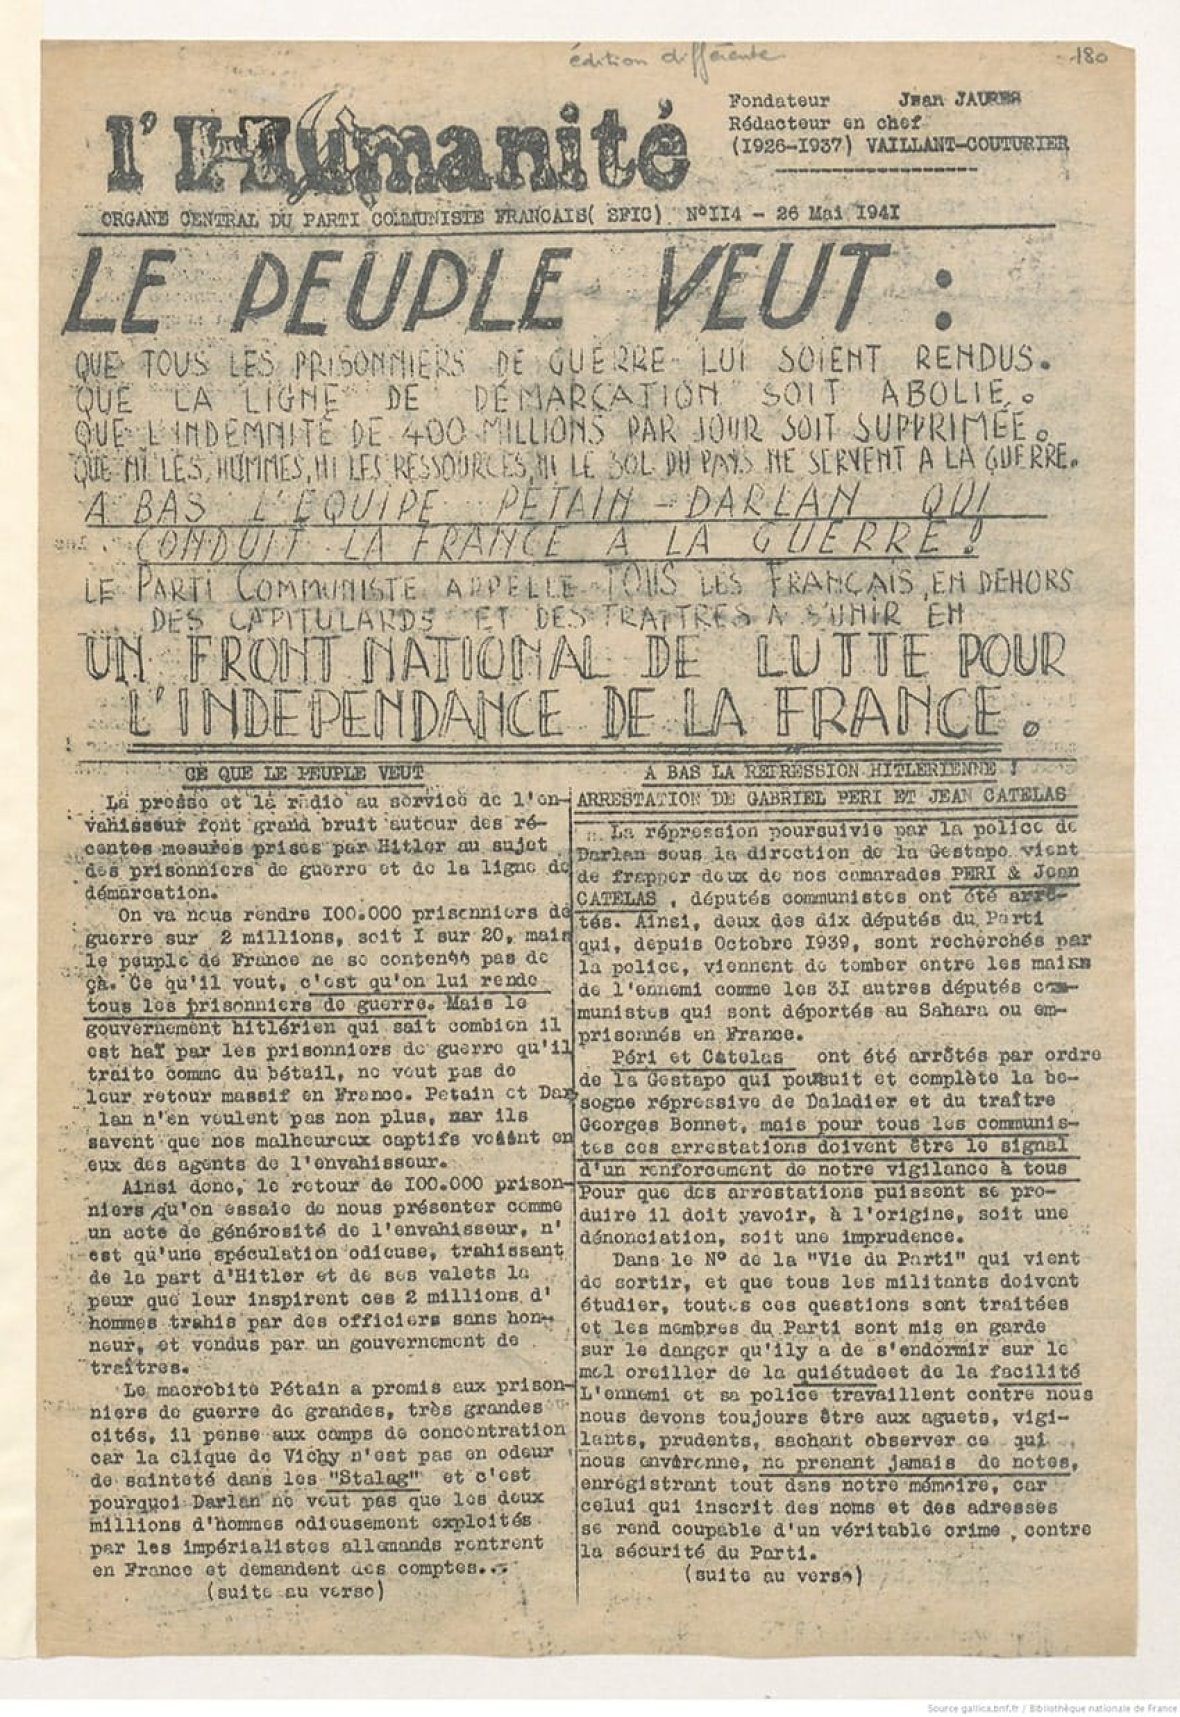 édition différente
180
l'Humanité
Fondateur Jean JAURES
Rédacteur en chef
(1926-1937) VAILLANT-COUTURIER
ORGANE CENTRAL DU PARTI COMMUNISTE FRANCAIS( SFIC) N°II4 - 26 Mai 194I
LE PEUPLE VEUT :
QUE TOUS LES PRISONNIERS DE GUERRE LUI SOIENT RENDUS.
QUE LA LIGNE DE DÉMARCATION SOIT ABOLIE.
QUE L'INDEMNITÉ DE 400 MILLIONS PAR JOUR SOIT SUPPRIMÉE.
QUE NI LES HOMMES, NI LES RESSOURCES, NI LE SOL DU PAYS NE SERVENT A LA GUERRE.
A BAS L'EQUIPE PETAIN - DARLAN QUI
CONDUIT LA FRANCE A LA GUERRE !
LE PARTI COMMUNISTE APPELLE TOUS LES FRANÇAIS, EN DEHORS
DES CAPITULARDS ET DES TRAITRES A S'UNIR EN
UN FRONT NATIONAL DE LUTTE POUR
L'INDEPENDANCE DE LA FRANCE.
CE QUE LE PEUPLE VEUT
La presse et la radio au service de l'en-
vahisseur font grand bruit autour des ré-
centes mesures prises par Hitler au sujet
des prisonniers de guerre et de la ligne de
démarcation.
On va nous rendre I00.000 prisonniers de
guerre sur 2 millions, soit I sur 20, mais
le peuple de France ne se contente pas de
ça. Ce qu'il veut, c'est qu'on lui rende
tous les prisonniers de guerre. Mais le
gouvernement hitlérien qui sait combien il
est haï par les prisonniers de guerre qu'il
traite comme du bétail, ne veut pas de
leur retour massif en France. Petain et Dar
lan n'en veulent pas non plus, car ils
savent que nos malheureux captifs voient en
eux des agents de l'envahisseur.
Ainsi donc, le retour de I00.000 prison-
niers qu'on essaie de nous présenter comme
un acte de générosité de l'envahisseur, n'
est qu'une spéculation odieuse, trahissant
de la part d'Hitler et de ses valets la
peur que leur inspirent ces 2 millions d'
hommes trahis par des officiers sans hon-
neur, et vendus par un gouvernement de
traîtres.
Le macrobite Pétain a promis aux prison-
niers de guerre de grandes, très grandes
cités, il pense aux camps de concentration
car la clique de Vichy n'est pas en odeur
de sainteté dans les "Stalag" et c'est
pourquoi Darlan ne veut pas que les deux
millions d'hommes odieusement exploités
par les impérialistes allemands rentrent
en France et demandent des comptes...
(suite au verso)
A BAS LA REPRESSION HITLERIENNE !
ARRESTATION DE GABRIEL PERI ET JEAN CATELAS
La répression poursuivie par la police de
Darlan sous la direction de la Gestapo vient
de frapper deux de nos camarades PERI & Jean
CATELAS , députés communistes ont été arrê-
tés. Ainsi, deux des dix députés du Parti
qui, depuis Octobre I939, sont recherchés par
la police, viennent de tomber entre les mains
de l'ennemi comme les 3I autres députés com-
munistes qui sont déportés au Sahara ou em-
prisonnés en France.
Péri et Catelas ont été arrêtés par ordre
de la Gestapo qui poursuit et complète la be-
sogne répressive de Daladier et du traître
Georges Bonnet, mais pour tous les communis-
tes ces arrestations doivent être le signal
d'un renforcement de notre vigilance à tous
Pour que des arrestations puissent se pro-
duire il doit yavoir, à l'origine, soit une
dénonciation, soit une imprudence.
Dans le N° de la "Vie du Parti" qui vient
de sortir, et que tous les militants doivent
étudier, toutes ces questions sont traitées
et les membres du Parti sont mis en garde
sur le danger qu'ily a de s'endormir sur le
mol oreiller de la quiétudeet de la facilité
L'ennemi et sa police travaillent contre nous
nous devons toujours être aux aguets, vigi-
lants, prudents, sachant observer ce qui
nous environne, ne prenant jamais de notes,
enrégistrant tout dans notre mémoire, car
celui qui inscrit des noms et des adresses
se rend coupable d'un véritable crime , contre
la sécurité du Parti.
(suite au verso)
Source gallica.bnf.fr / Bibliothèque nationale de France